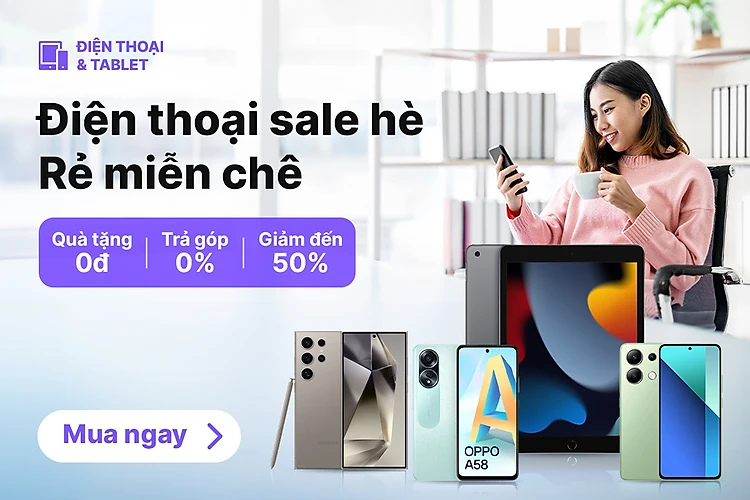 ĐIỆN THOẠI
& TABLET
Điện thoại sale hè
Rẻ miễn chê
Quà tặng
0đ
Trả góp
0%
Giảm đến
50%
OPPO
A58
Mua ngay